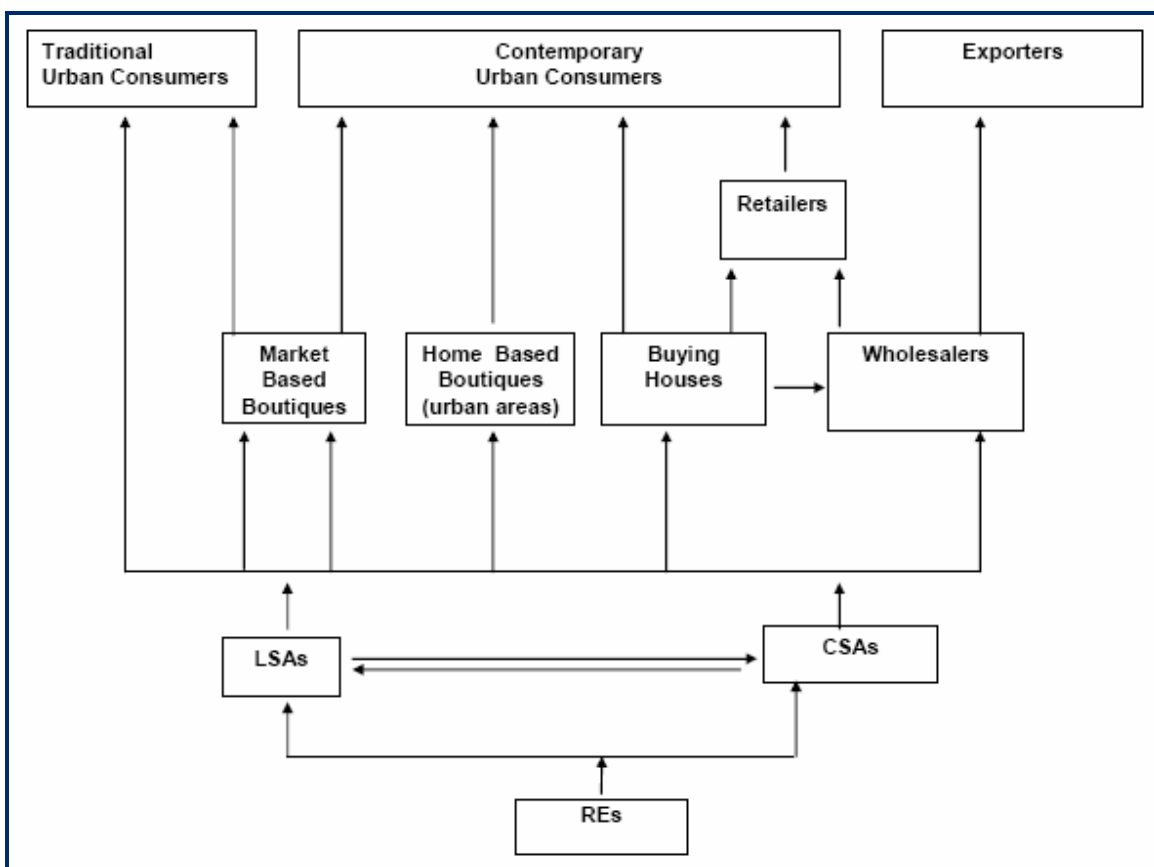 Traditional
Urban Consumers
Contemporary
Urban Consumers
Exporters
Retailers
Market
Based
Boutiques
Home Based
Boutiques
(urban areas)
Buying
Houses
Wholesalers
LSAs
CSAs
REs